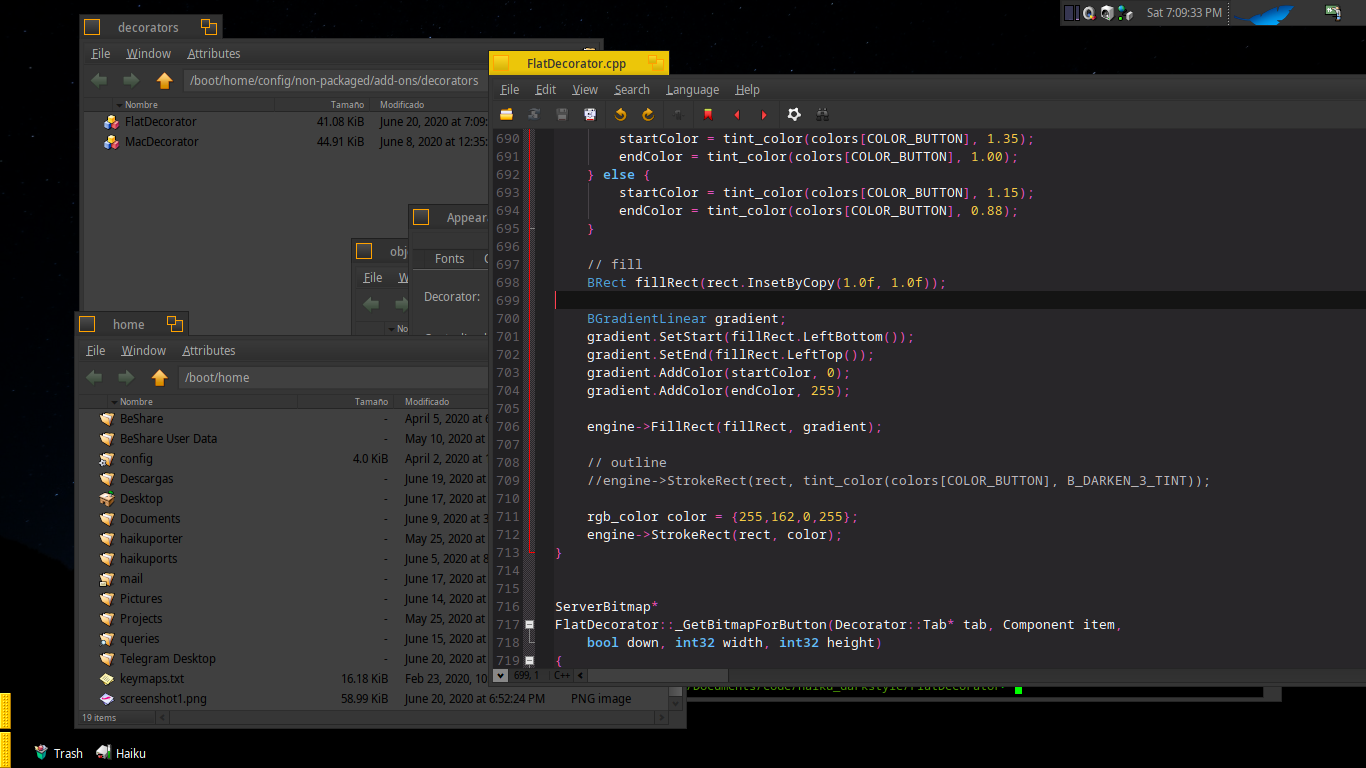 Sat 7:09:33 PM
decorators
File Window Attributes
/boot/home/config/non-packaged/add-ons/decorators
Nombre Tamaño Modificado
FlatDecorator 41.08 KiB June 20, 2020 at 7:09:
MacDecorator 44.91 KiB June 8, 2020 at 12:35:
Appear
Fonts
Decorator:
obj
File W
No
home
File Window Attributes
/boot/home
Nombre Tamaño Modificado
BeShare - April 5, 2020 at 6
BeShare User Data - May 10, 2020 at
config 4.0 KiB April 2, 2020 at 1
Descargas - June 19, 2020 at
Desktop - June 17, 2020 at
Documents - June 9, 2020 at 3
haikuporter - May 25, 2020 at
haikuports - June 5, 2020 at 8
mail - June 17, 2020 at
Pictures - June 14, 2020 at
Projects - May 25, 2020 at
queries - June 15, 2020 at
Telegram Desktop - June 20, 2020 at
keymaps.txt 16.18 KiB Feb 23, 2020, 10
screenshot1.png 58.99 KiB June 20, 2020 at 6:52:24 PM PNG image
19 items
FlatDecorator.cpp
File Edit View Search Language Help
690 startColor = tint_color(colors[COLOR_BUTTON], 1.35);
691 endColor = tint_color(colors[COLOR_BUTTON], 1.00);
692 } else {
693 startColor = tint_color(colors[COLOR_BUTTON], 1.15);
694 endColor = tint_color(colors[COLOR_BUTTON], 0.88);
695 }
696
697 // fill
698 BRect fillRect(rect.InsetByCopy(1.0f, 1.0f));
699
700 BGradientLinear gradient;
701 gradient.SetStart(fillRect.LeftBottom());
702 gradient.SetEnd(fillRect.LeftTop());
703 gradient.AddColor(startColor, 0);
704 gradient.AddColor(endColor, 255);
705
706 engine->FillRect(fillRect, gradient);
707
708 // outline
709 //engine->StrokeRect(rect, tint_color(colors[COLOR_BUTTON], B_DARKEN_3_TINT));
710
711 rgb_color color = {255,162,0,255};
712 engine->StrokeRect(rect, color);
713 }
714
715
716 ServerBitmap*
717 FlatDecorator::_GetBitmapForButton(Decorator::Tab* tab, Component item,
718 bool down, int32 width, int32 height)
719 {
699, 1 C++
/Documents/Code/haiku_darkstyle/FlatDecorator>
Trash Haiku